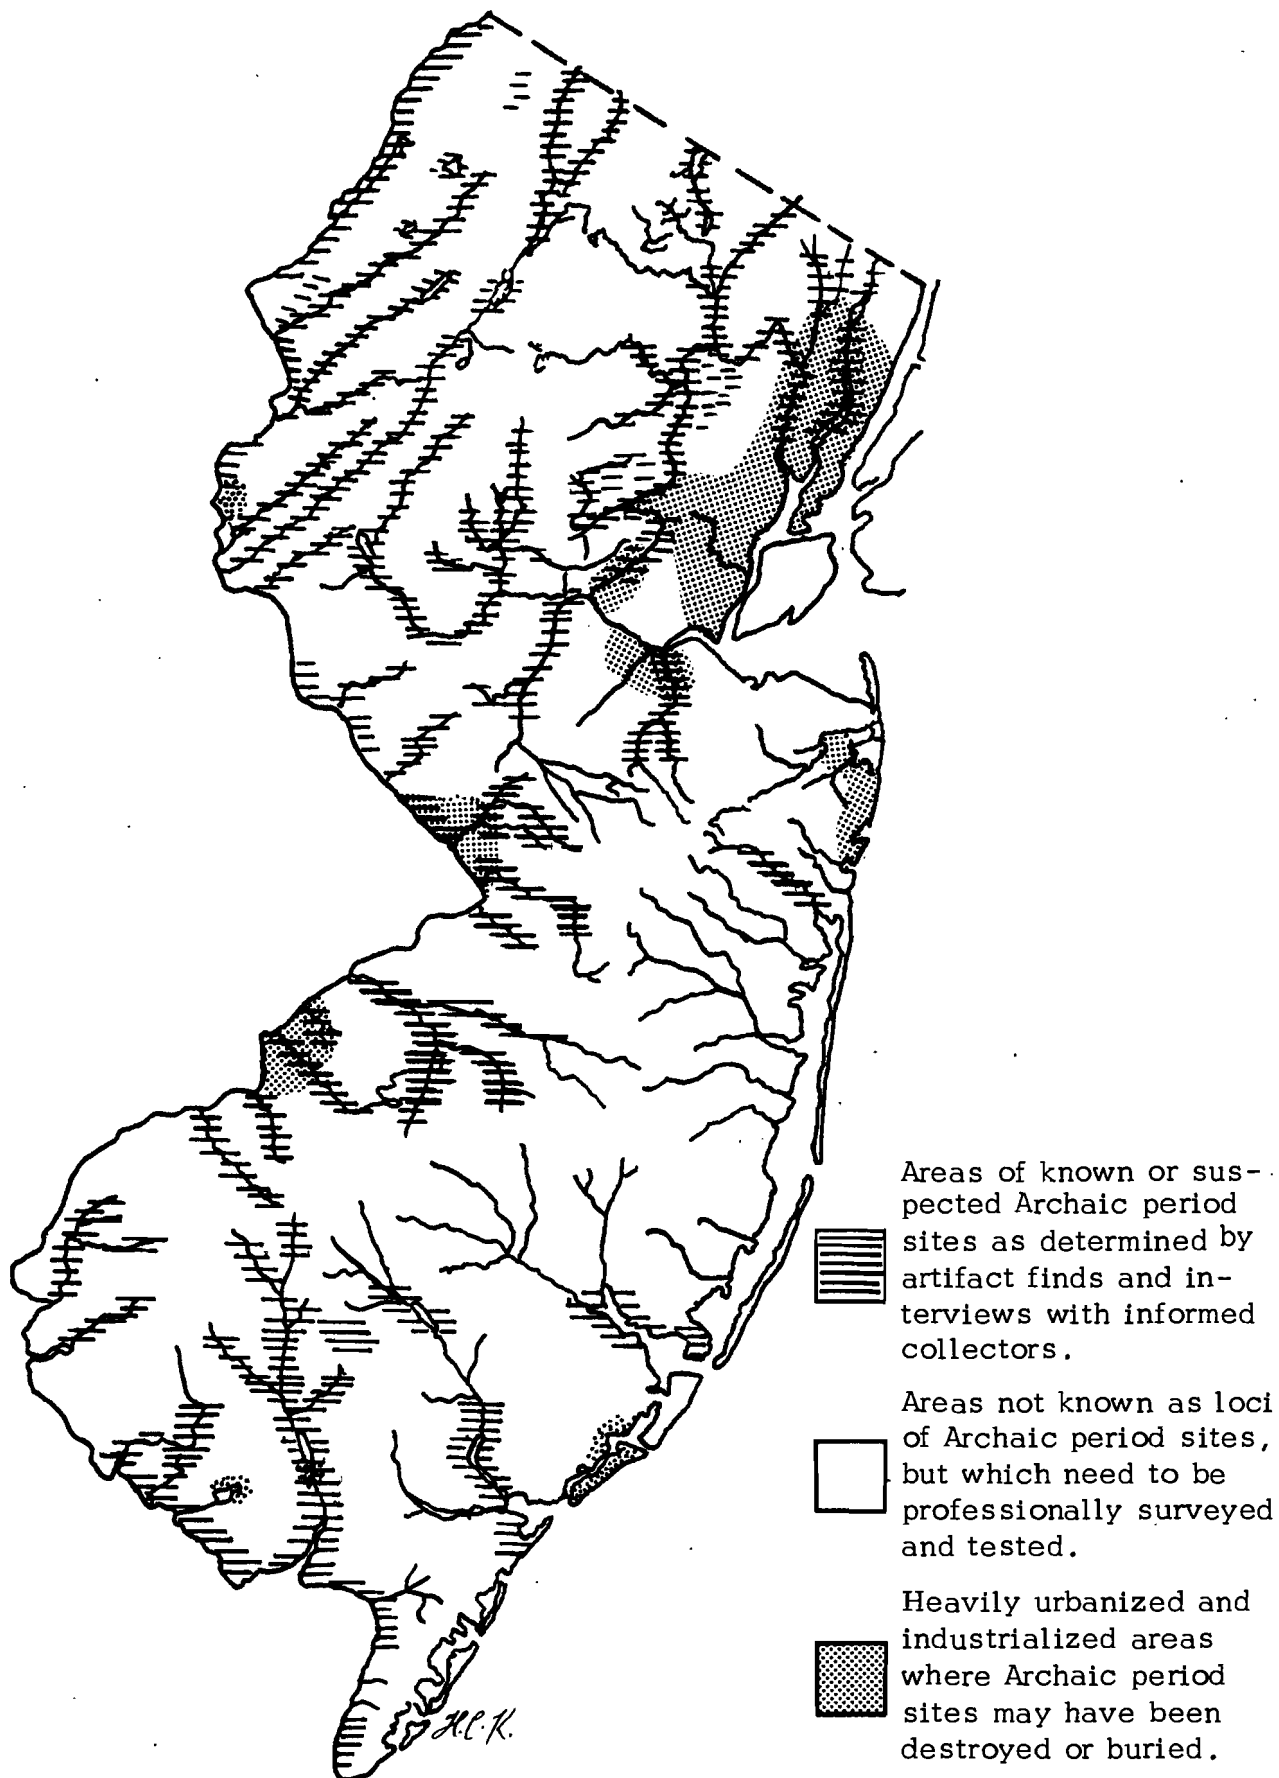 Areas of known or sus-
pected Archaic period
sites as determined by
artifact finds and in-
terviews with informed
collectors.
Areas not known as loci
of Archaic period sites,
but which need to be
professionally surveyed
and tested.
Heavily urbanized and
industrialized areas
where Archaic period
sites may have been
destroyed or buried.
H.C.K.